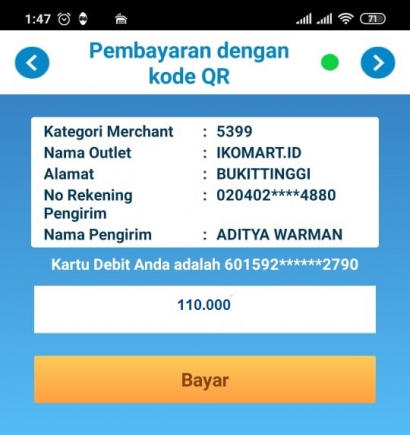 1:47 71
Pembayaran dengan
kode QR
Kategori Merchant : 5399
Nama Outlet : IKOMART.ID
Alamat : BUKITTINGGI
No Rekening : 020402****4880
Pengirim
Nama Pengirim : ADITYA WARMAN
Kartu Debit Anda adalah 601592******2790
110.000
Bayar